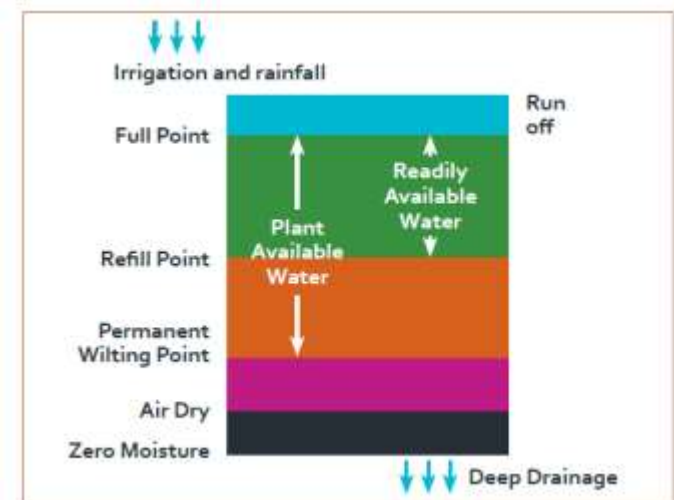 Irrigation and rainfall
Run
off
Full Point
Readily
Available
Water
Plant
Available
Water
Refill Point
Permanent
Wilting Point
Air Dry
Zero Moisture
Deep Drainage